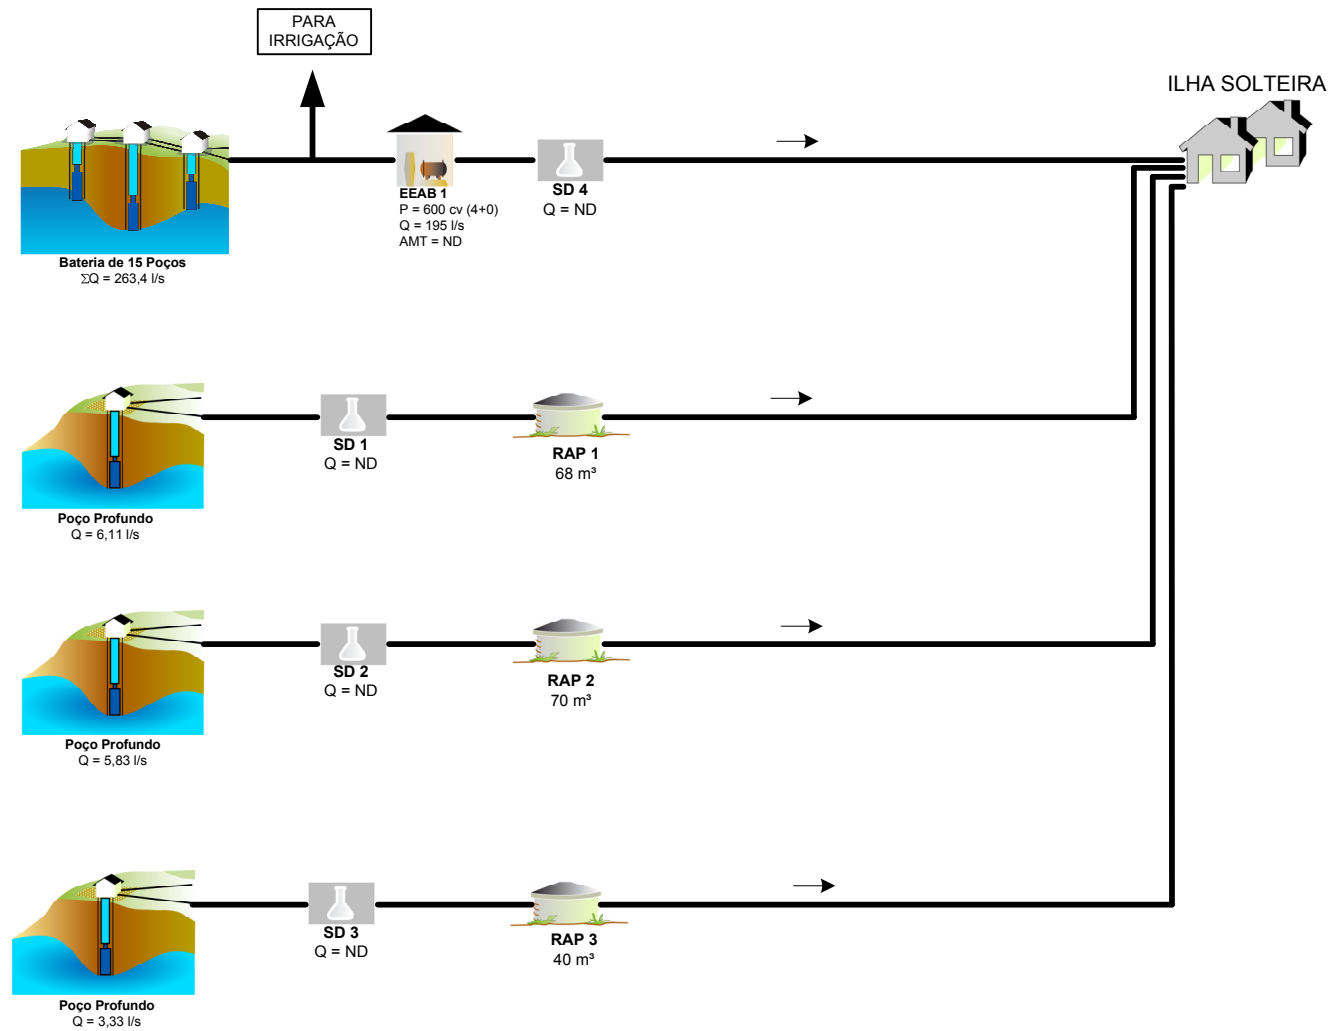 PARA
IRRIGAÇÃO
ILHA SOLTEIRA
EEAB 1
P = 600 cv (4+0)
Q = 195 l/s
AMT = ND
SD 4
Q = ND
Bateria de 15 Poços
ΣQ = 263,4 l/s
SD 1
Q = ND
RAP 1
68 m³
Poço Profundo
Q = 6,11 l/s
SD 2
Q = ND
RAP 2
70 m³
Poço Profundo
Q = 5,83 l/s
SD 3
Q = ND
RAP 3
40 m³
Poço Profundo
Q = 3,33 l/s